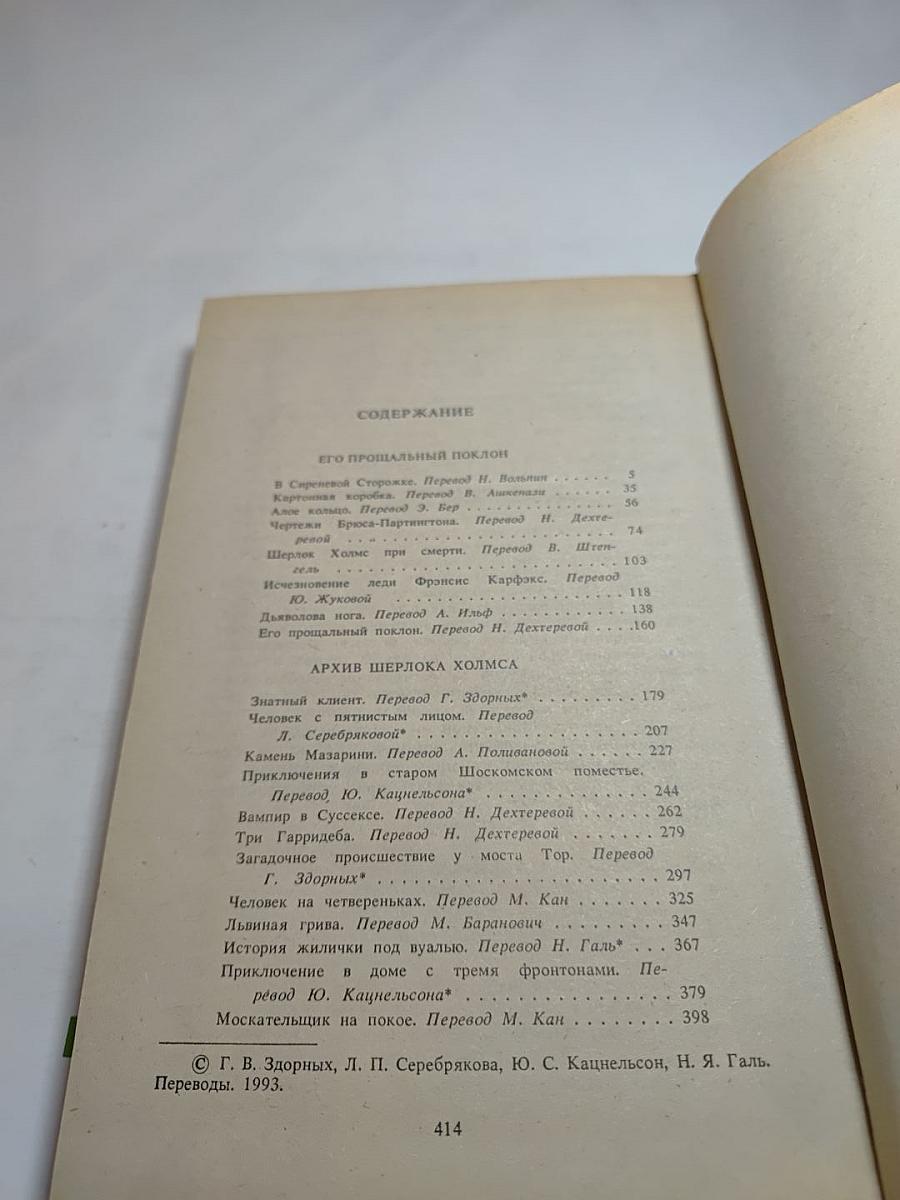 СОДЕРЖАНИЕ
ЕГО ПРОЩАЛЬНЫЙ ПОКЛОН
В Сиреневой Сторожке. Перевод Н. Вольпин . . . . . . 5
Картонная коробка. Перевод В. Ашкенази . . . . . . 35
Алое кольцо. Перевод Э. Бер . . . . . . . . . . . . 56
Чертежи Брюса-Партингтона. Перевод Н. Дехте-
ревой . . . . . . . . . . . . . . . . . . . . 74
Шерлок Холмс при смерти. Перевод В. Штен-
гель . . . . . . . . . . . . . . . . . . . . . . 103
Исчезновение леди Фрэнсис Карфэкс. Перевод
Ю. Жуковой . . . . . . . . . . . . . . . . . . 118
Дьяволова нога. Перевод А. Ильф . . . . . . . . . . 138
Его прощальный поклон. Перевод Н. Дехтеревой . . . .160
АРХИВ ШЕРЛОКА ХОЛМСА
Знатный клиент. Перевод Г. Здорных* . . . . . . . . . 179
Человек с пятнистым лицом. Перевод
Л. Серебряковой* . . . . . . . . . . . . . . . . . . . 207
Камень Мазарини. Перевод А. Поливановой . . . . . . 227
Приключения в старом Шоскомском поместье.
Перевод Ю. Кацнельсона* . . . . . . . . . . . . . . 244
Вампир в Суссексе. Перевод Н. Дехтеревой . . . . . . 262
Три Гарридеба. Перевод Н. Дехтеревой . . . . . . . 279
Загадочное происшествие у моста Тор. Перевод
Г. Здорных* . . . . . . . . . . . . . . . . . . . . . . . 297
Человек на четвереньках. Перевод М. Кан . . . . . . . 325
Львиная грива. Перевод М. Баранович . . . . . . . . . 347
История жилички под вуалью. Перевод Н. Галь* . . . 367
Приключение в доме с тремя фронтонами. Пе-
ревод Ю. Кацнельсона* . . . . . . . . . . . . . . . . 379
Москательщик на покое. Перевод М. Кан . . . . . . . . 398
© Г. В. Здорных, Л. П. Серебрякова, Ю. С. Кацнельсон, Н. Я. Галь.
Переводы. 1993.
414